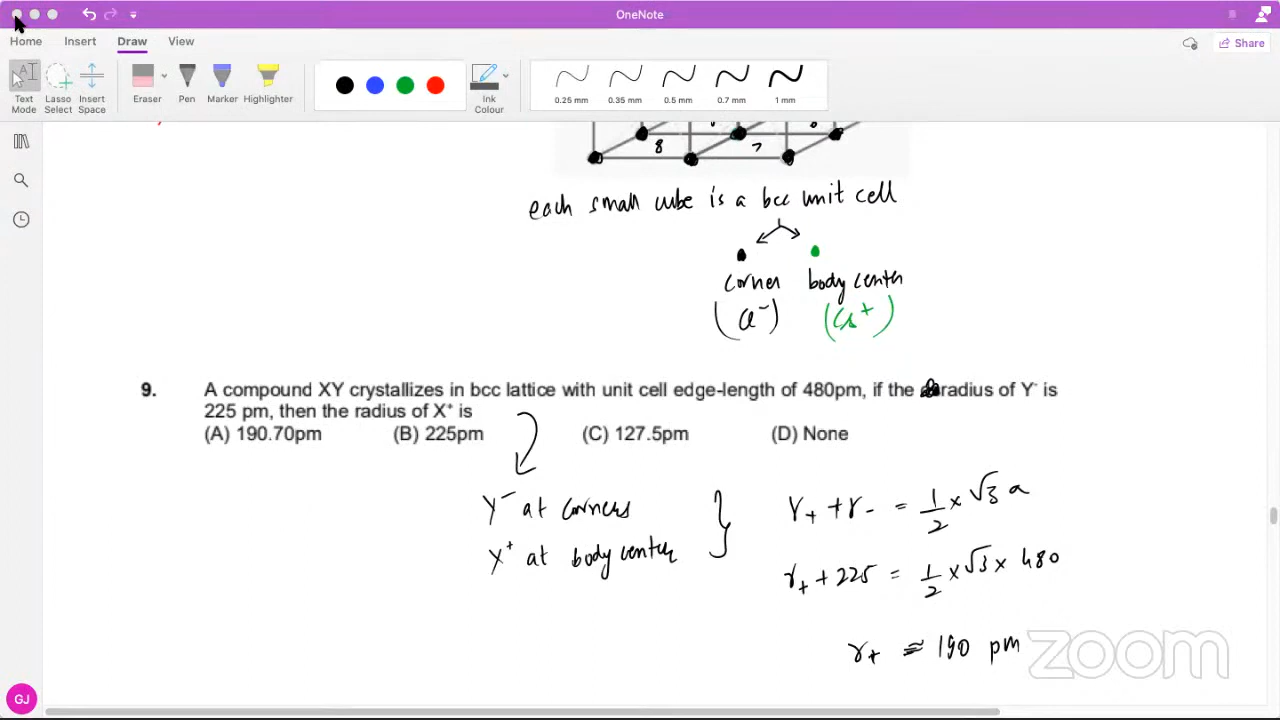 OneNote
Home Insert Draw View
Share
Text Mode
Lasso Select
Insert Space
Eraser
Pen
Marker
Highlighter
Ink Colour
0.25 mm
0.35 mm
0.5 mm
0.7 mm
1 mm
8 7
each small cube is a bcc unit cell
corner body center
(Cl⁻) (Cs⁺)
9. A compound XY crystallizes in bcc lattice with unit cell edge-length of 480pm, if the radius of Y⁻ is
225 pm, then the radius of X⁺ is
(A) 190.70pm (B) 225pm (C) 127.5pm (D) None
Y⁻ at corners
X⁺ at body center
r₊ + r₋ = 1/2 × √3 a
r₊ + 225 = 1/2 × √3 × 480
r₊ ≈ 190 pm
zoom
GJ